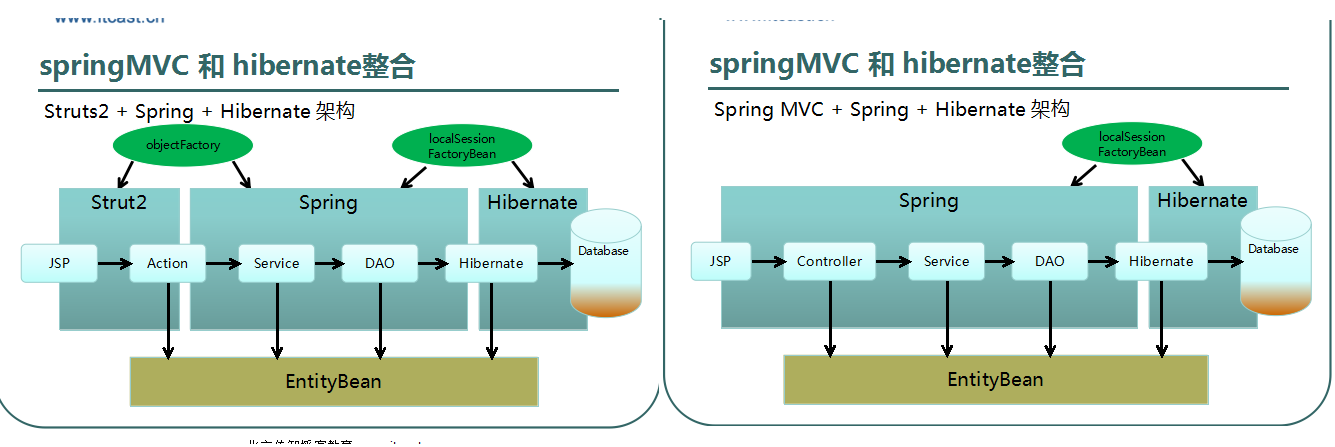 springMVC 和 hibernate整合
Struts2 + Spring + Hibernate 架构
objectFactory
localSession
FactoryBean
Strut2
Spring
Hibernate
JSP
Action
Service
DAO
Hibernate
Database
EntityBean
springMVC 和 hibernate整合
Spring MVC + Spring + Hibernate 架构
localSession
FactoryBean
Spring
Hibernate
JSP
Controller
Service
DAO
Hibernate
Database
EntityBean